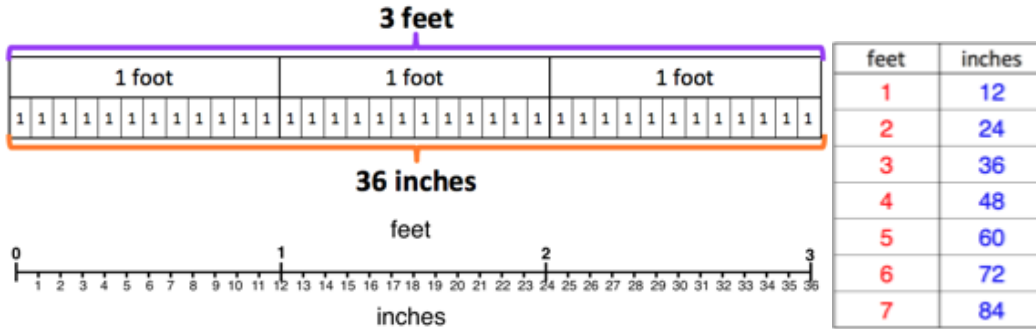 3 feet
1 foot 1 foot 1 foot
1 1 1 1 1 1 1 1 1 1 1 1 1 1 1 1 1 1 1 1 1 1 1 1 1 1 1 1 1 1 1 1 1 1 1 1
36 inches
feet
0 1 2 3
1 2 3 4 5 6 7 8 9 10 11 12 13 14 15 16 17 18 19 20 21 22 23 24 25 26 27 28 29 30 31 32 33 34 35 36
inches
feet inches
1 12
2 24
3 36
4 48
5 60
6 72
7 84